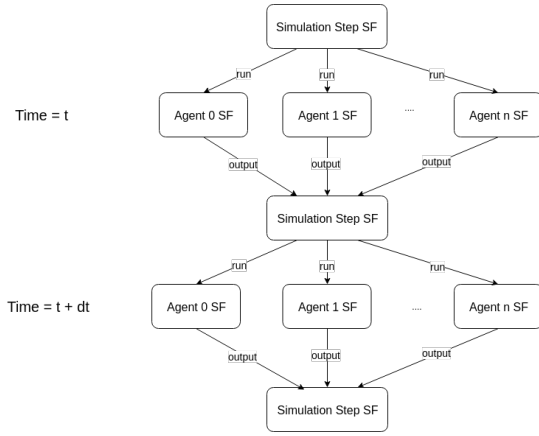 Simulation Step SF
run
run
run
Time = t
Agent 0 SF
Agent 1 SF
....
Agent n SF
output
output
output
Simulation Step SF
run
run
run
Time = t + dt
Agent 0 SF
Agent 1 SF
....
Agent n SF
output
output
output
Simulation Step SF